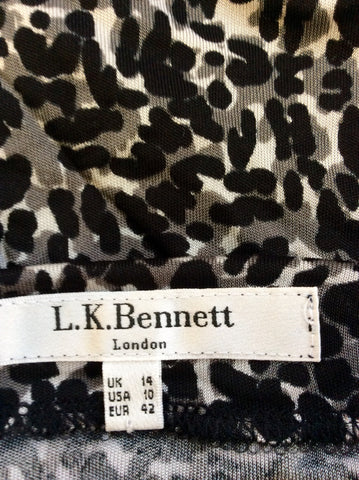 L.K.Bennett
London
UK 14
USA 10
EUR 42